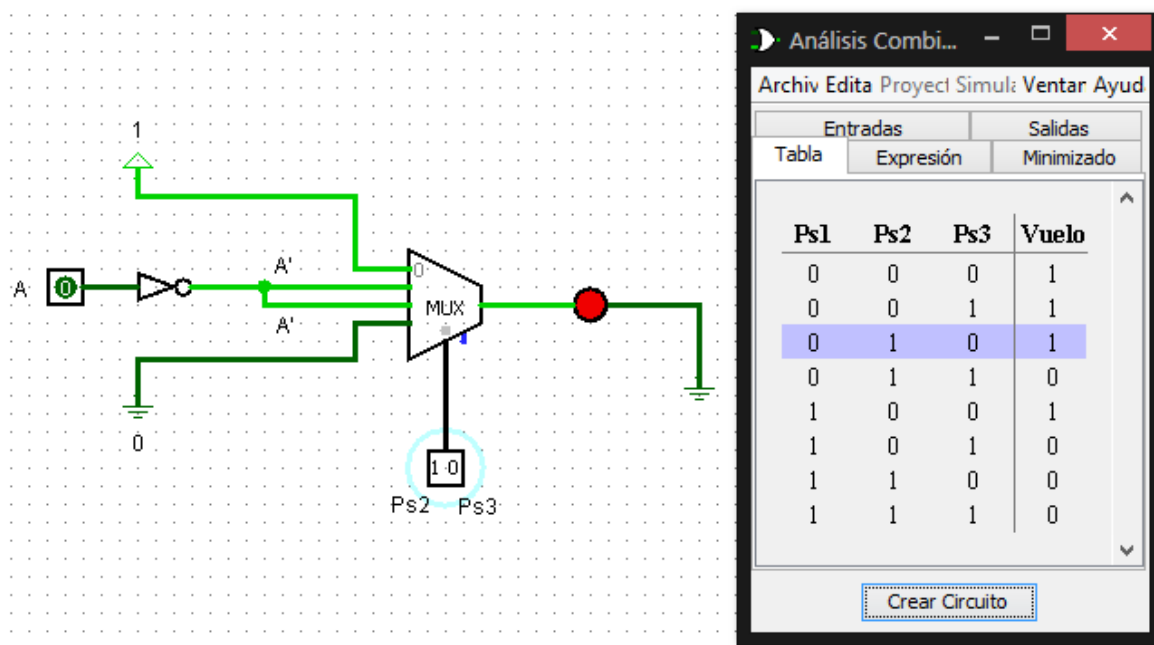 1
A
0
A'
A'
0
MUX
0
1 0
Ps2 Ps3
Análisis Combi...
Archiv Edita Proyect Simula Ventar Ayud
Entradas Salidas
Tabla Expresión Minimizado
Ps1 Ps2 Ps3 Vuelo
0 0 0 1
0 0 1 1
0 1 0 1
0 1 1 0
1 0 0 1
1 0 1 0
1 1 0 0
1 1 1 0
Crear Circuito